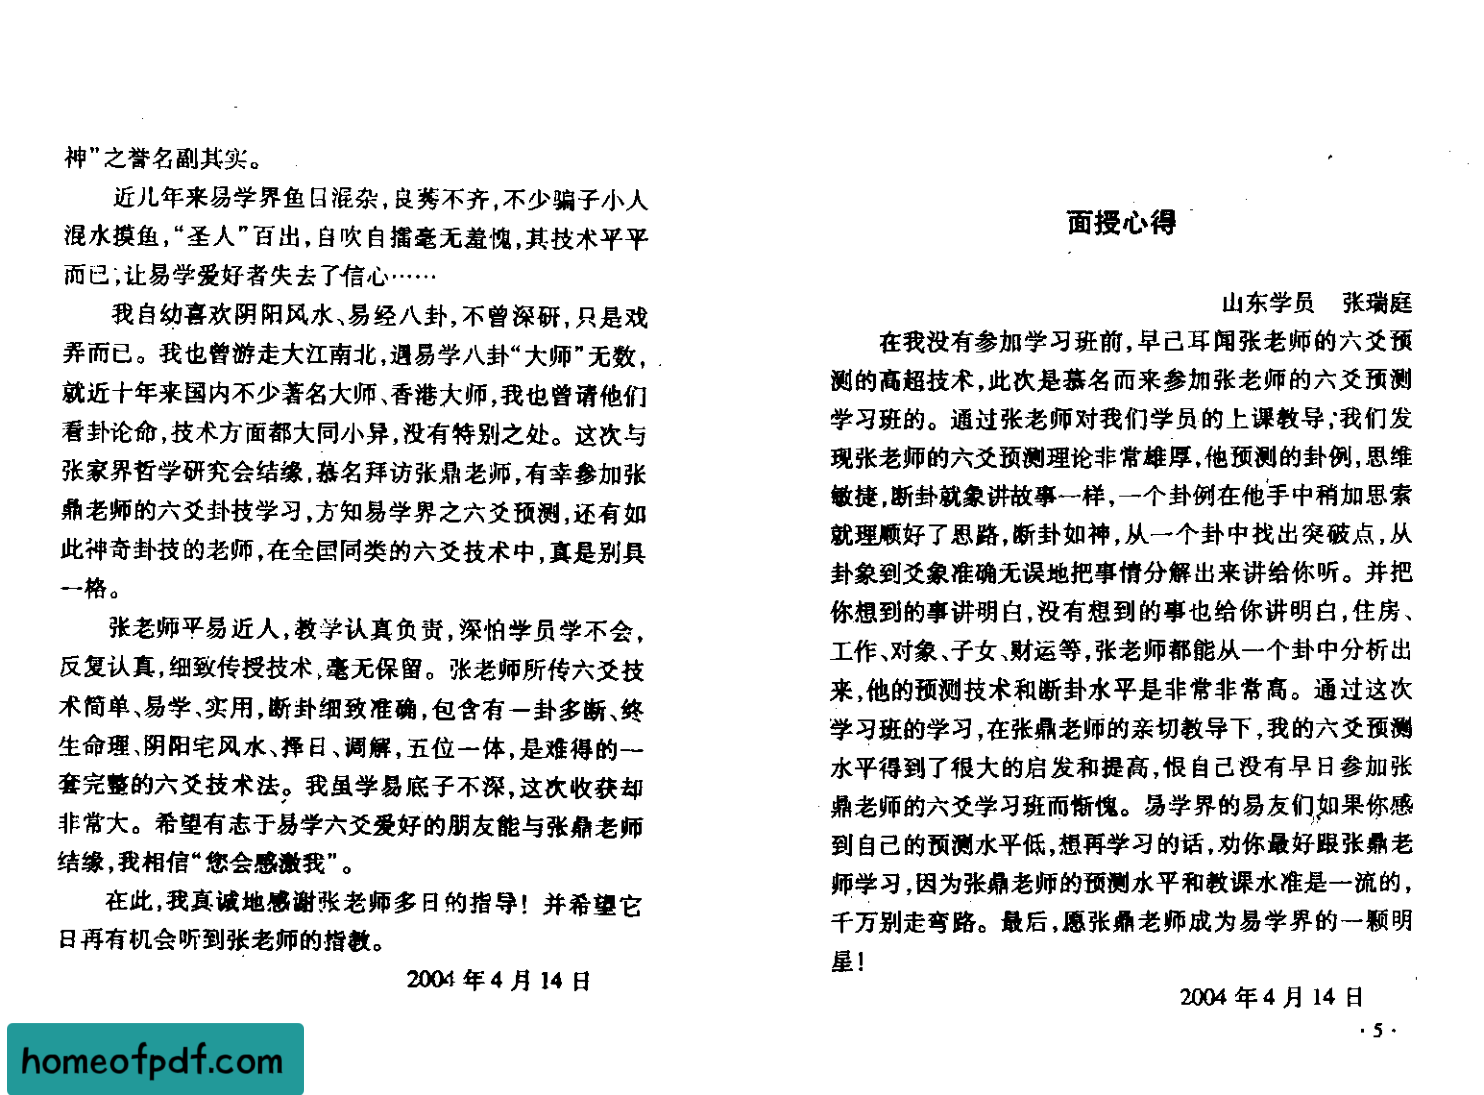 神”之誉名副其实。
近几年来易学界鱼目混杂,良莠不齐,不少骗子小人
混水摸鱼,“圣人”百出,自吹自擂毫无羞愧,其技术平平
而已,让易学爱好者失去了信心……
我自幼喜欢阴阳风水、易经八卦,不曾深研,只是戏
弄而已。我也曾游走大江南北,遇易学八卦“大师”无数,
就近十年来国内不少著名大师、香港大师,我也曾请他们
看卦论命,技术方面都大同小异,没有特别之处。这次与
张家界哲学研究会结缘,慕名拜访张鼎老师,有幸参加张
鼎老师的六爻卦技学习,方知易学界之六爻预测,还有如
此神奇卦技的老师,在全国同类的六爻技术中,真是别具
一格。
张老师平易近人,教学认真负责,深怕学员学不会,
反复认真,细致传授技术,毫无保留。张老师所传六爻技
术简单、易学、实用,断卦细致准确,包含有一卦多断、终
生命理、阴阳宅风水、择日、调解,五位一体,是难得的一
套完整的六爻技术法。我虽学易底子不深,这次收获却
非常大。希望有志于易学六爻爱好的朋友能与张鼎老师
结缘,我相信“您会感激我”。
在此,我真诚地感谢张老师多日的指导!并希望它
日再有机会听到张老师的指教。
2004 年 4 月 14 日
面授心得
山东学员 张瑞庭
在我没有参加学习班前,早已耳闻张老师的六爻预
测的高超技术,此次是慕名而来参加张老师的六爻预测
学习班的。通过张老师对我们学员的上课教导,我们发
现张老师的六爻预测理论非常雄厚,他预测的卦例,思维
敏捷,断卦就象讲故事一样,一个卦例在他手中稍加思索
就理顺好了思路,断卦如神,从一个卦中找出突破点,从
卦象到爻象准确无误地把事情分解出来讲给你听。并把
你想到的事讲明白,没有想到的事也给你讲明白,住房、
工作、对象、子女、财运等,张老师都能从一个卦中分析出
来,他的预测技术和断卦水平是非常非常高。通过这次
学习班的学习,在张鼎老师的亲切教导下,我的六爻预测
水平得到了很大的启发和提高,恨自己没有早日参加张
鼎老师的六爻学习班而惭愧。易学界的易友们如果你感
到自己的预测水平低,想再学习的话,劝你最好跟张鼎老
师学习,因为张鼎老师的预测水平和教课水准是一流的,
千万别走弯路。最后,愿张鼎老师成为易学界的一颗明
星!
2004 年 4 月 14 日
·5·
homeofpdf.com